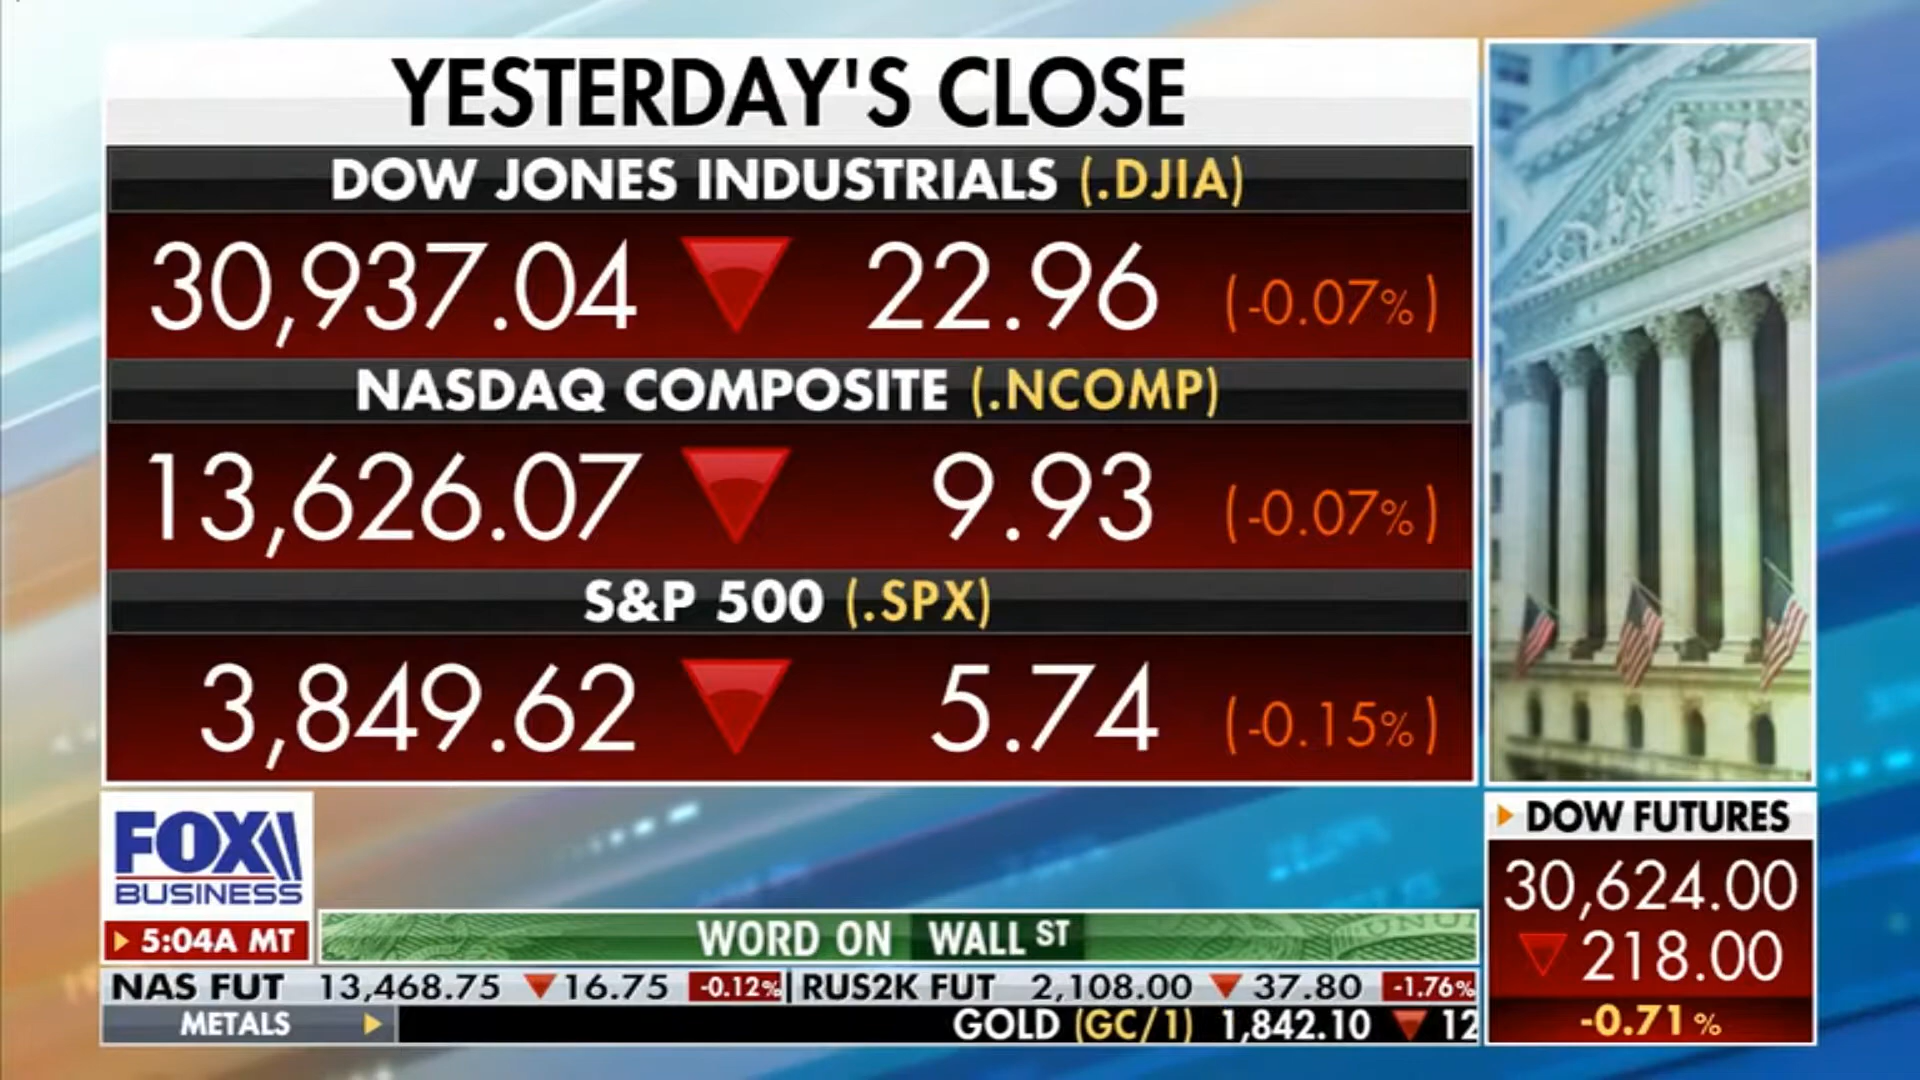 YESTERDAY'S CLOSE
DOW JONES INDUSTRIALS (.DJIA)
30,937.04 22.96 (-0.07%)
NASDAQ COMPOSITE (.NCOMP)
13,626.07 9.93 (-0.07%)
S&P 500 (.SPX)
3,849.62 5.74 (-0.15%)
FOX
BUSINESS
5:04A MT
WORD ON WALL ST
NAS FUT 13,468.75 16.75 -0.12% RUS2K FUT 2,108.00 37.80 -1.76%
METALS GOLD (GC/1) 1,842.10 12
DOW FUTURES
30,624.00
218.00
-0.71%